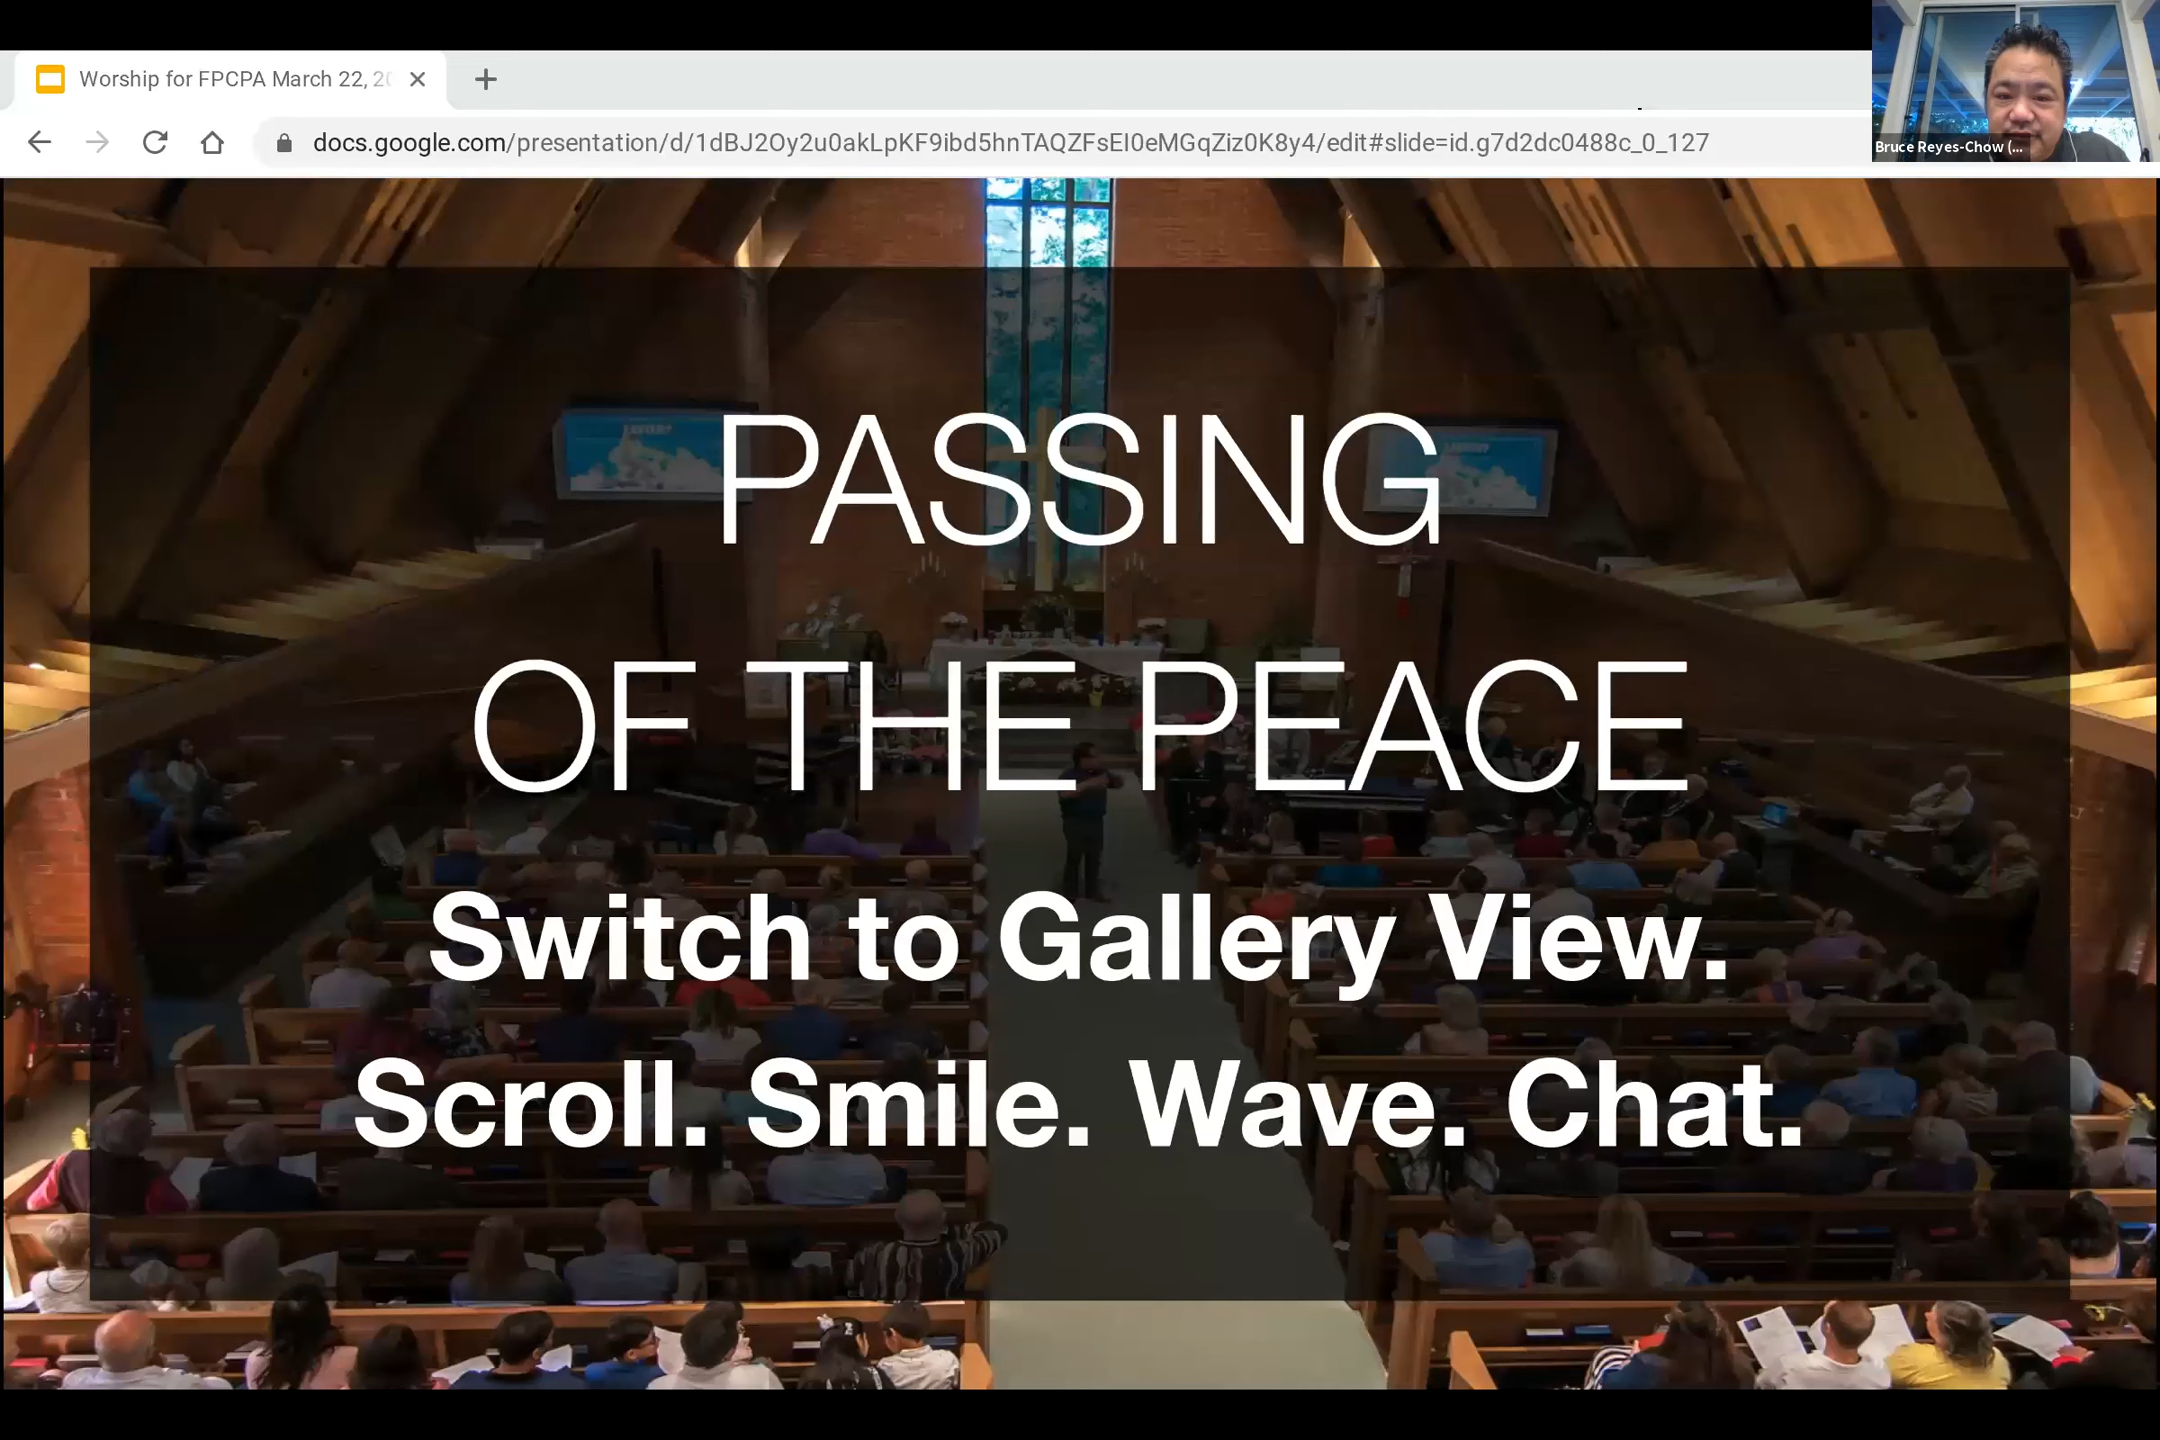 Worship for FPCPA March 22, 20
docs.google.com/presentation/d/1dBJ2Oy2u0akLpKF9ibd5hnTAQZFsEI0eMGqZiz0K8y4/edit#slide=id.g7d2dc0488c_0_127
Bruce Reyes-Chow (...
PASSING
OF THE PEACE
Switch to Gallery View.
Scroll. Smile. Wave. Chat.